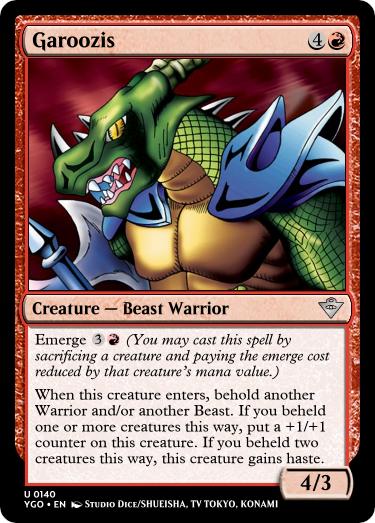 Garoozis 4
Creature — Beast Warrior
Emerge 3 (You may cast this spell by
sacrificing a creature and paying the emerge cost
reduced by that creature's mana value.)
When this creature enters, behold another
Warrior and/or another Beast. If you beheld
one or more creatures this way, put a +1/+1
counter on this creature. If you beheld two
creatures this way, this creature gains haste.
4/3
U 0140
YGO • EN Studio Dice/SHUEISHA, TV TOKYO, KONAMI